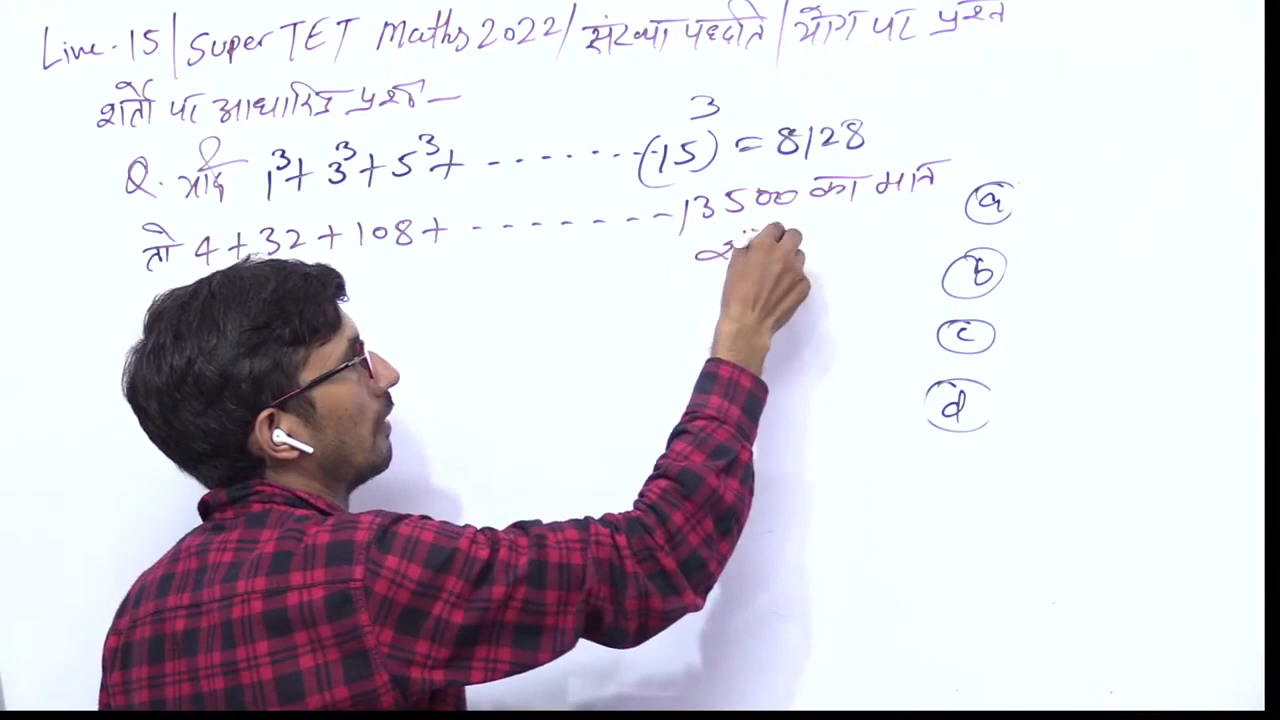 Live-15/Super TET Maths 2022/संख्या पद्धति/योग पर प्रश्न
शर्तो पर आधारित प्रश्न-
Q. यदि 1³+3³+5³+.......(15)³=8128
तो 4+32+108+........13500 का मान
(a)
(b)
(c)
(d)